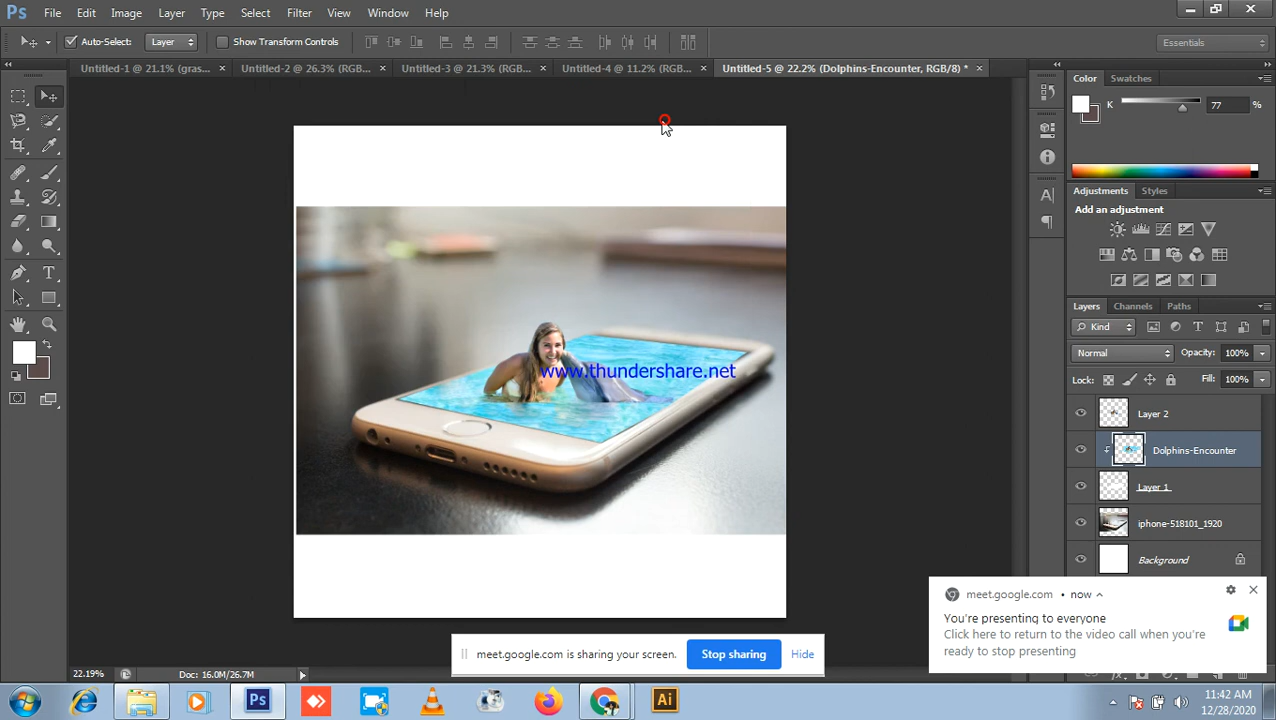 Ps File Edit Image Layer Type Select Filter View Window Help
Auto-Select: Layer Show Transform Controls Essentials
Untitled-1 @ 21.1% (gras... × Untitled-2 @ 26.3% (RGB... × Untitled-3 @ 21.3% (RGB... × Untitled-4 @ 11.2% (RGB... × Untitled-5 @ 22.2% (Dolphins-Encounter, RGB/8) * ×
Color Swatches
K 77
Adjustments Styles
Add an adjustment
Layers Channels Paths
Kind
Normal Opacity: 100%
Lock: Fill: 100%
Layer 2
Dolphins-Encounter
Layer 1
iphone-518101_1920
Background
www.thundershare.net
meet.google.com • now
You're presenting to everyone
Click here to return to the video call when you're
ready to stop presenting
meet.google.com is sharing your screen. Stop sharing Hide
22.19% Doc: 16.0M/26.7M
Ps Ai
11:42 AM
12/28/2020